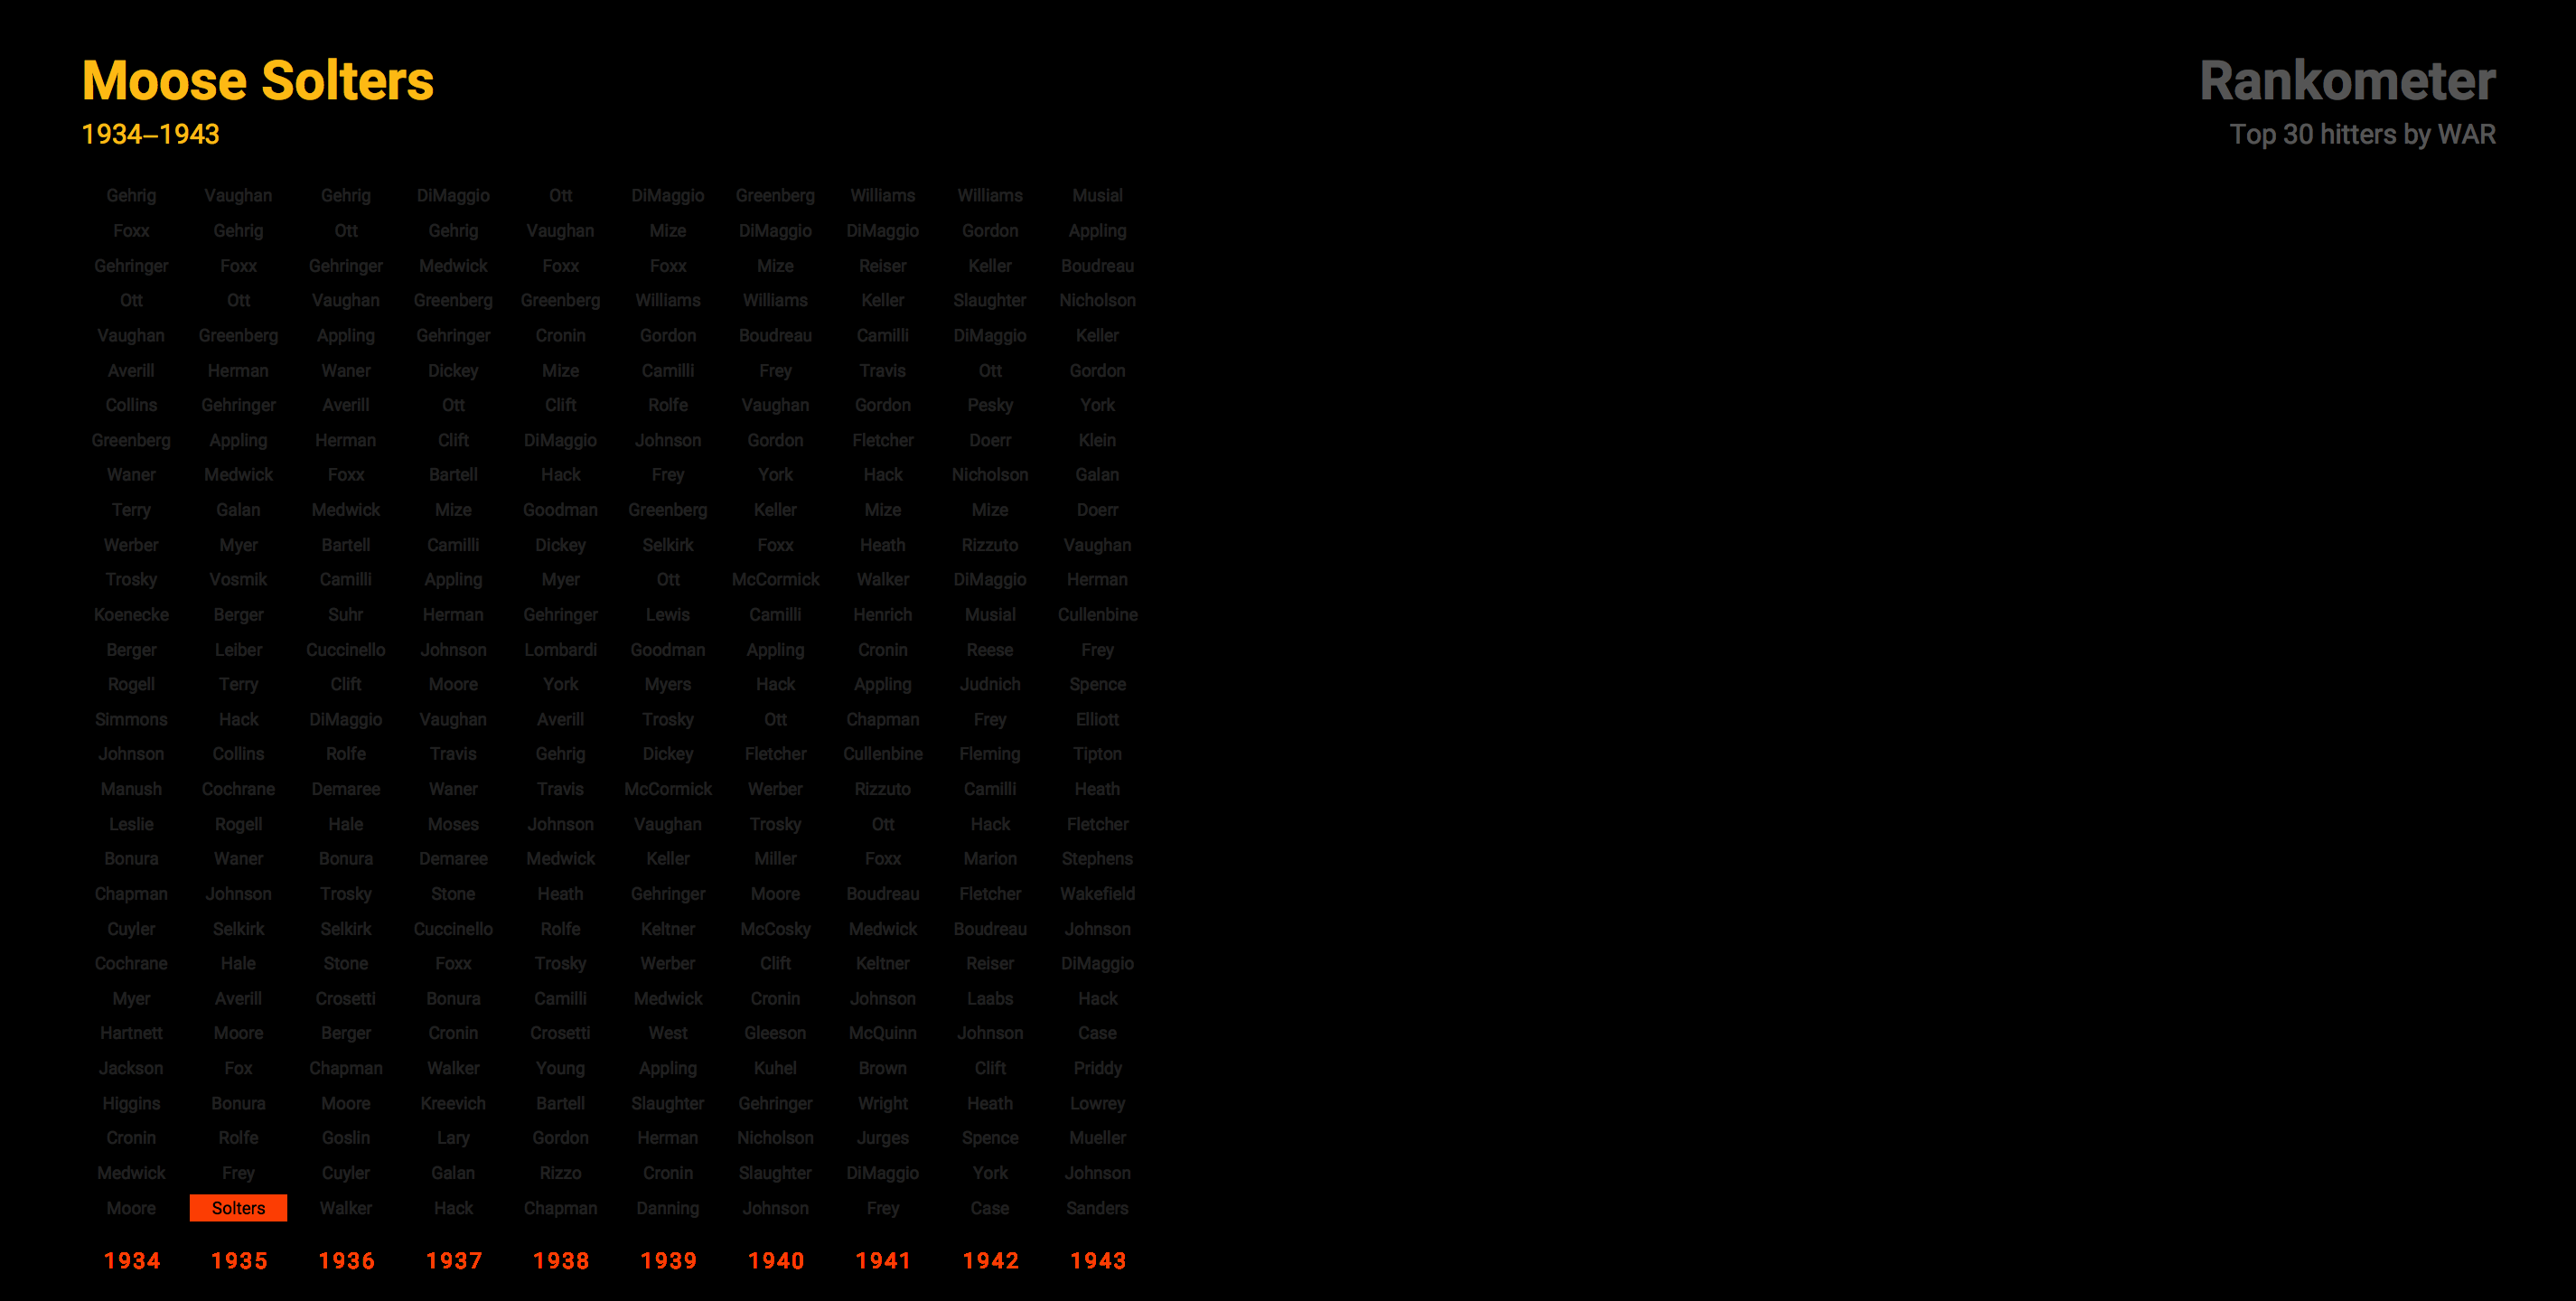 Moose Solters Rankometer
1934–1943 Top 30 hitters by WAR
Gehrig Vaughan Gehrig DiMaggio Ott DiMaggio Greenberg Williams Williams Musial
Foxx Gehrig Ott Gehrig Vaughan Mize DiMaggio DiMaggio Gordon Appling
Gehringer Foxx Gehringer Medwick Foxx Foxx Mize Reiser Keller Boudreau
Ott Ott Vaughan Greenberg Greenberg Williams Williams Keller Slaughter Nicholson
Vaughan Greenberg Appling Gehringer Cronin Gordon Boudreau Camilli DiMaggio Keller
Averill Herman Waner Dickey Mize Camilli Frey Travis Ott Gordon
Collins Gehringer Averill Ott Clift Rolfe Vaughan Gordon Pesky York
Greenberg Appling Herman Clift DiMaggio Johnson Gordon Fletcher Doerr Klein
Waner Medwick Foxx Bartell Hack Frey York Hack Nicholson Galan
Terry Galan Medwick Mize Goodman Greenberg Keller Mize Mize Doerr
Werber Myer Bartell Camilli Dickey Selkirk Foxx Heath Rizzuto Vaughan
Trosky Vosmik Camilli Appling Myer Ott McCormick Walker DiMaggio Herman
Koenecke Berger Suhr Herman Gehringer Lewis Camilli Henrich Musial Cullenbine
Berger Leiber Cuccinello Johnson Lombardi Goodman Appling Cronin Reese Frey
Rogell Terry Clift Moore York Myers Hack Appling Judnich Spence
Simmons Hack DiMaggio Vaughan Averill Trosky Ott Chapman Frey Elliott
Johnson Collins Rolfe Travis Gehrig Dickey Fletcher Cullenbine Fleming Tipton
Manush Cochrane Demaree Waner Travis McCormick Werber Rizzuto Camilli Heath
Leslie Rogell Hale Moses Johnson Vaughan Trosky Ott Hack Fletcher
Bonura Waner Bonura Demaree Medwick Keller Miller Foxx Marion Stephens
Chapman Johnson Trosky Stone Heath Gehringer Moore Boudreau Fletcher Wakefield
Cuyler Selkirk Selkirk Cuccinello Rolfe Keltner McCosky Medwick Boudreau Johnson
Cochrane Hale Stone Foxx Trosky Werber Clift Keltner Reiser DiMaggio
Myer Averill Crosetti Bonura Camilli Medwick Cronin Johnson Laabs Hack
Hartnett Moore Berger Cronin Crosetti West Gleeson McQuinn Johnson Case
Jackson Fox Chapman Walker Young Appling Kuhel Brown Clift Priddy
Higgins Bonura Moore Kreevich Bartell Slaughter Gehringer Wright Heath Lowrey
Cronin Rolfe Goslin Lary Gordon Herman Nicholson Jurges Spence Mueller
Medwick Frey Cuyler Galan Rizzo Cronin Slaughter DiMaggio York Johnson
Moore Solters Walker Hack Chapman Danning Johnson Frey Case Sanders
1934 1935 1936 1937 1938 1939 1940 1941 1942 1943